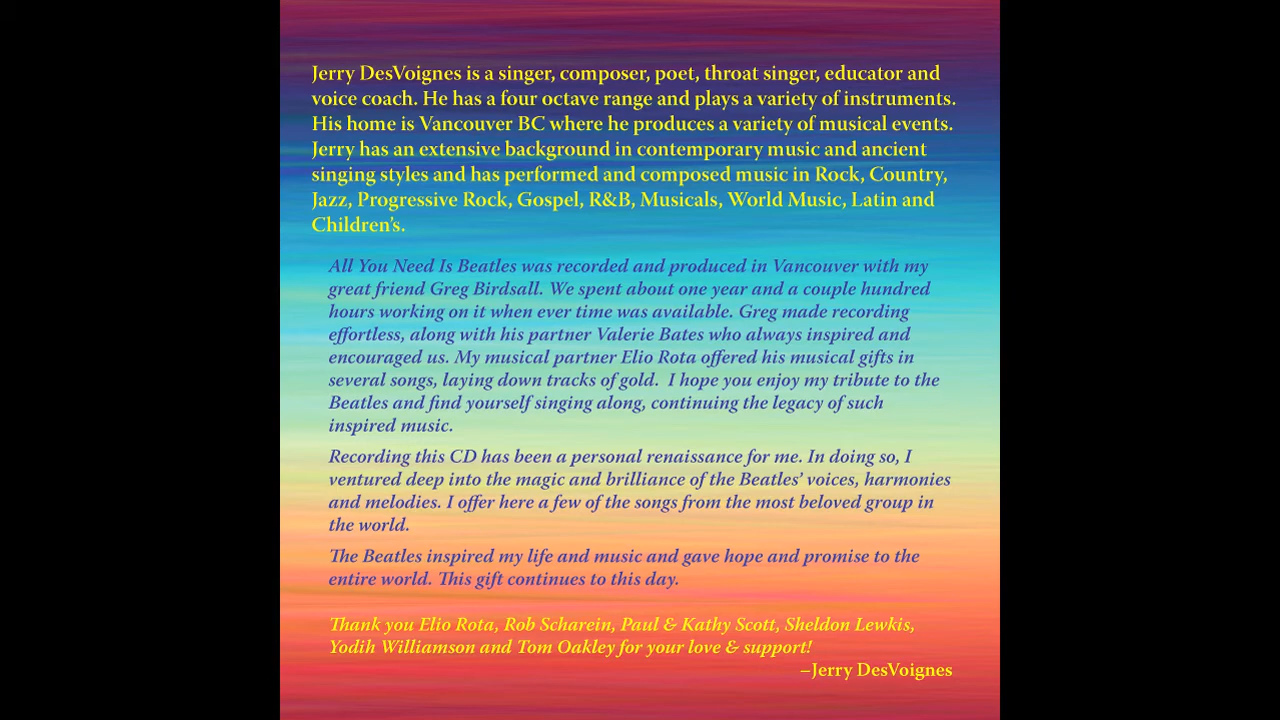 Jerry DesVoignes is a singer, composer, poet, throat singer, educator and
voice coach. He has a four octave range and plays a variety of instruments.
His home is Vancouver BC where he produces a variety of musical events.
Jerry has an extensive background in contemporary music and ancient
singing styles and has performed and composed music in Rock, Country,
Jazz, Progressive Rock, Gospel, R&B, Musicals, World Music, Latin and
Children's.
All You Need Is Beatles was recorded and produced in Vancouver with my
great friend Greg Birdsall. We spent about one year and a couple hundred
hours working on it when ever time was available. Greg made recording
effortless, along with his partner Valerie Bates who always inspired and
encouraged us. My musical partner Elio Rota offered his musical gifts in
several songs, laying down tracks of gold.  I hope you enjoy my tribute to the
Beatles and find yourself singing along, continuing the legacy of such
inspired music.
Recording this CD has been a personal renaissance for me. In doing so, I
ventured deep into the magic and brilliance of the Beatles' voices, harmonies
and melodies. I offer here a few of the songs from the most beloved group in
the world.
The Beatles inspired my life and music and gave hope and promise to the
entire world. This gift continues to this day.
Thank you Elio Rota, Rob Scharein, Paul & Kathy Scott, Sheldon Lewkis,
Yodih Williamson and Tom Oakley for your love & support!
–Jerry DesVoignes